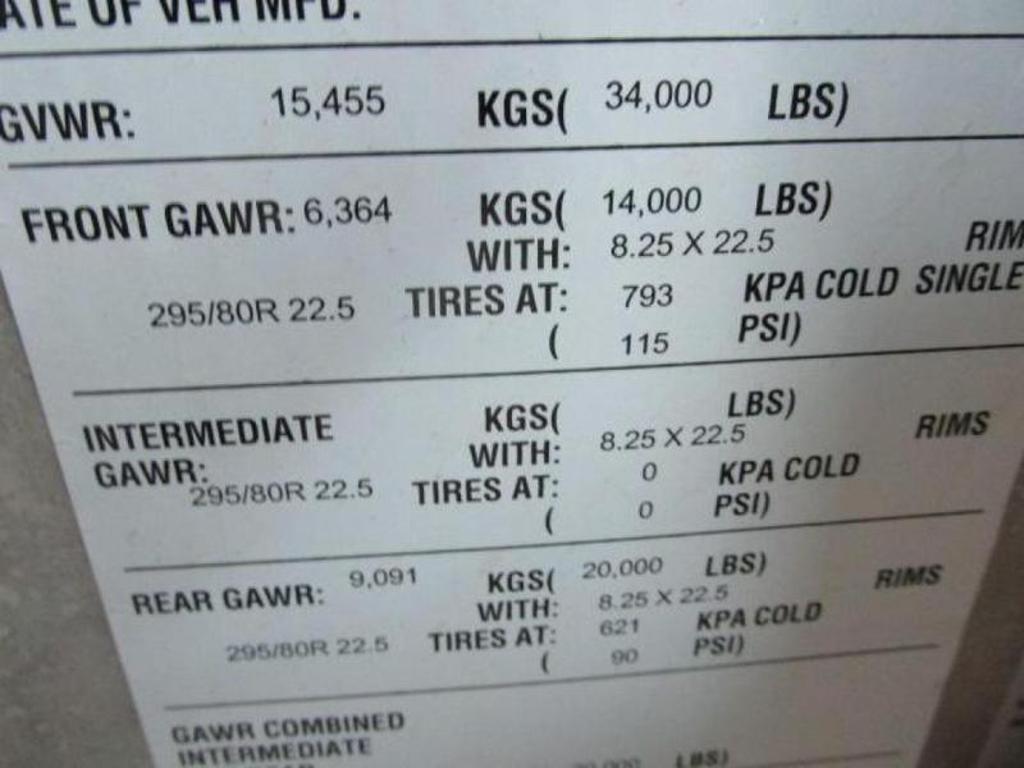 ATE OF VEH MFD.
GVWR: 15,455 KGS( 34,000 LBS)
FRONT GAWR: 6,364 KGS( 14,000 LBS)
WITH: 8.25 X 22.5 RIM
295/80R 22.5 TIRES AT: 793 KPA COLD SINGLE
( 115 PSI)
INTERMEDIATE KGS( LBS)
GAWR: WITH: 8.25 X 22.5 RIMS
295/80R 22.5 TIRES AT: 0 KPA COLD
( 0 PSI)
REAR GAWR: 9,091 KGS( 20,000 LBS)
WITH: 8.25 X 22.5 RIMS
295/80R 22.5 TIRES AT: 621 KPA COLD
( 90 PSI)
GAWR COMBINED
INTERMEDIATE
LBS)